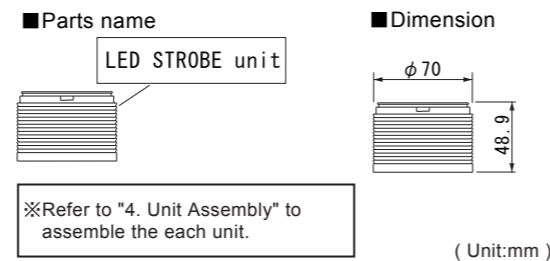 ■Parts name
LED STROBE unit
※Refer to "4. Unit Assembly" to
assemble the each unit.
■Dimension
φ70
48.9
( Unit:mm )